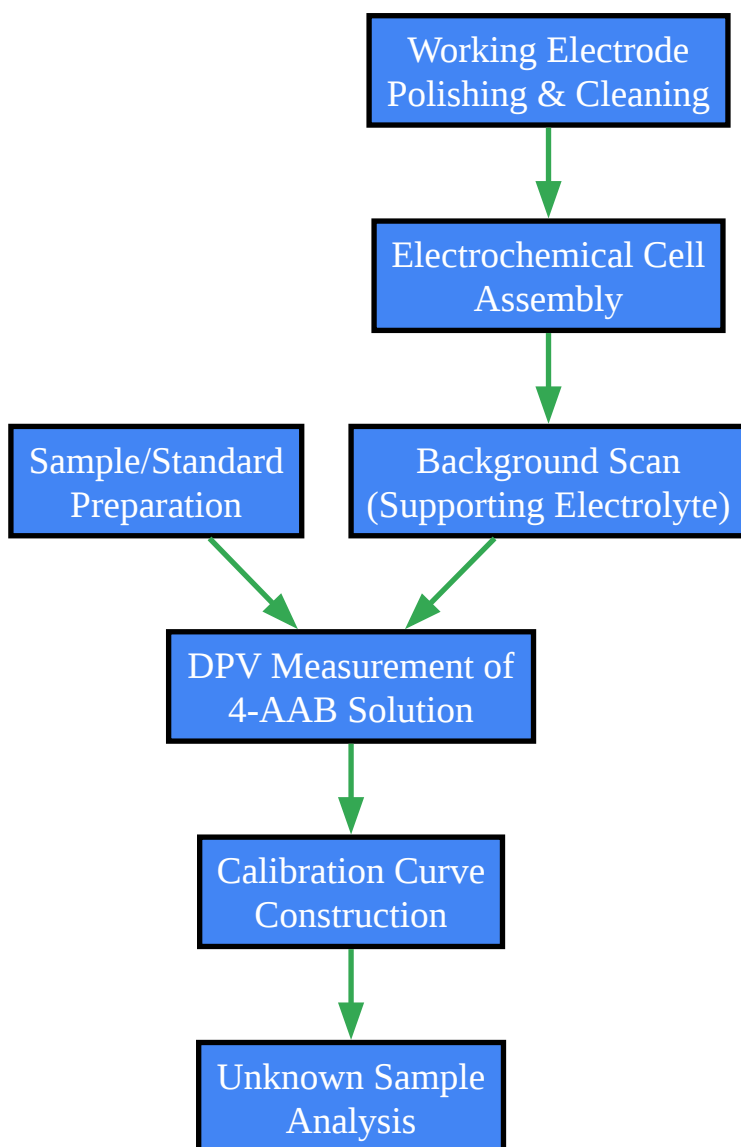 Working Electrode
Polishing & Cleaning
Electrochemical Cell
Assembly
Sample/Standard
Preparation
Background Scan
(Supporting Electrolyte)
DPV Measurement of
4-AAB Solution
Calibration Curve
Construction
Unknown Sample
Analysis